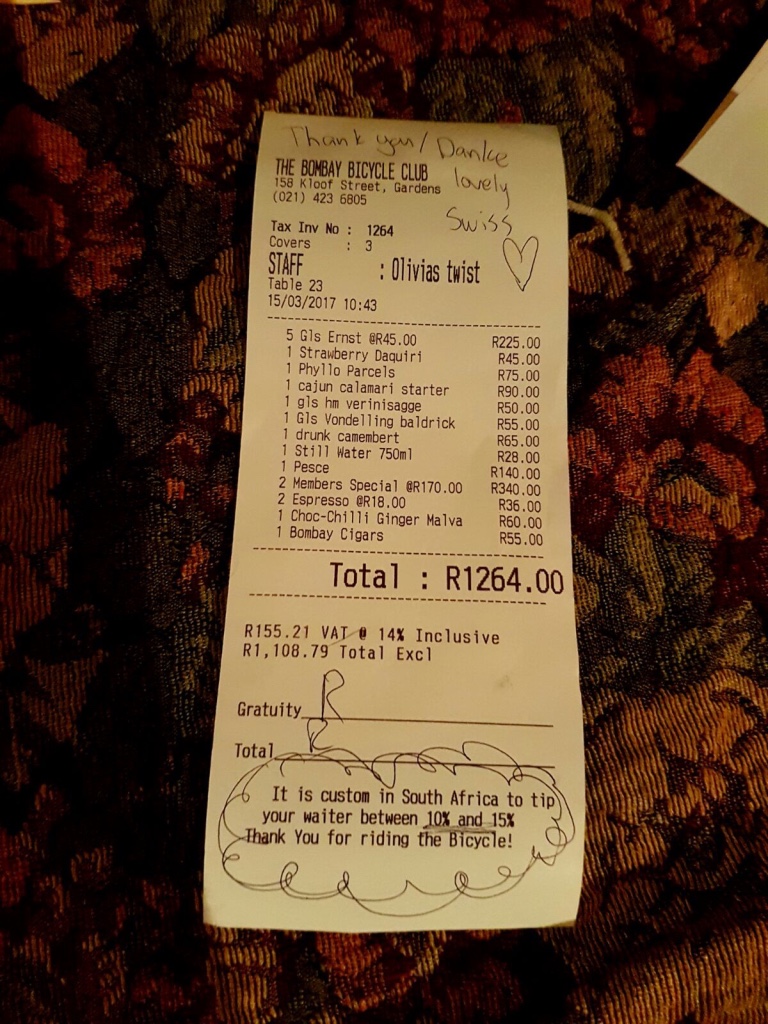 Thank you / Danke
lovely
Swiss
THE BOMBAY BICYCLE CLUB
158 Kloof Street, Gardens
(021) 423 6805
Tax Inv No : 1264
Covers : 3
STAFF : Olivias twist
Table 23
15/03/2017 10:43
5 Gls Ernst @R45.00 R225.00
1 Strawberry Daquiri R45.00
1 Phyllo Parcels R75.00
1 cajun calamari starter R90.00
1 gls hm verinisagge R50.00
1 Gls Vondelling baldrick R55.00
1 drunk camembert R65.00
1 Still Water 750ml R28.00
1 Pesce R140.00
2 Members Special @R170.00 R340.00
2 Espresso @R18.00 R36.00
1 Choc-Chilli Ginger Malva R60.00
1 Bombay Cigars R55.00
Total : R1264.00
R155.21 VAT @ 14% Inclusive
R1,108.79 Total Excl
Gratuity R
Total R
It is custom in South Africa to tip
your waiter between 10% and 15%
Thank You for riding the Bicycle!